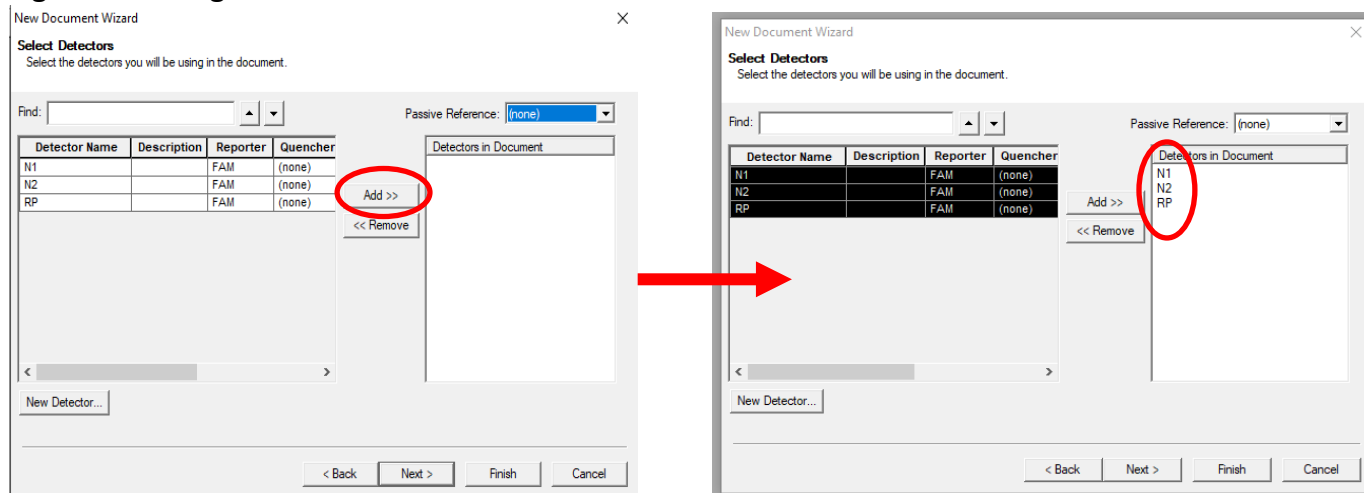 New Document Wizard
Select Detectors
Select the detectors you will be using in the document.
Find:
Passive Reference: (none)
Detector Name Description Reporter Quencher
N1 FAM (none)
N2 FAM (none)
RP FAM (none)
Add >>
<< Remove
Detectors in Document
New Detector...
< Back Next > Finish Cancel
New Document Wizard
Select Detectors
Select the detectors you will be using in the document.
Find:
Passive Reference: (none)
Detector Name Description Reporter Quencher
N1 FAM (none)
N2 FAM (none)
RP FAM (none)
Add >>
<< Remove
Detectors in Document
N1
N2
RP
New Detector...
< Back Next > Finish Cancel